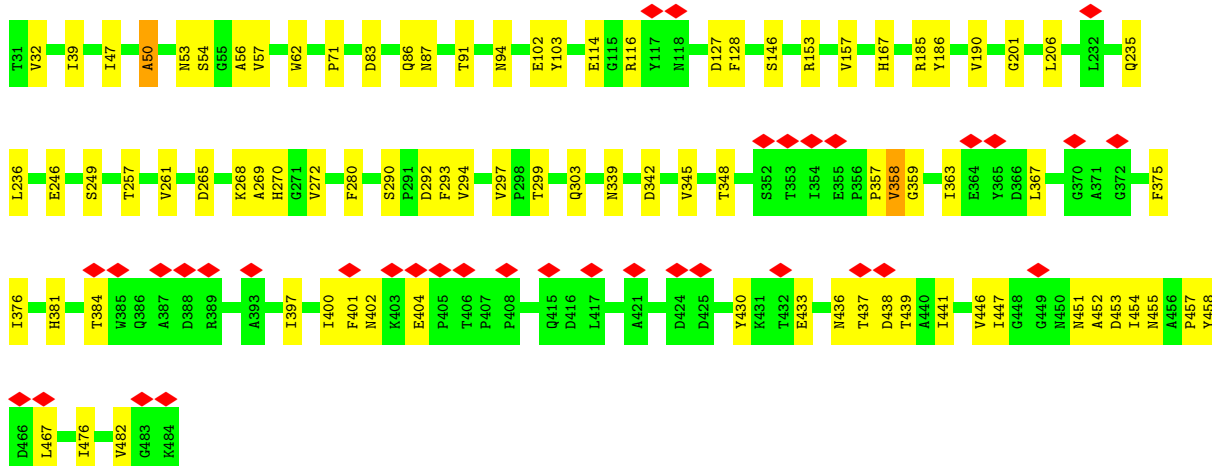 T31 V32 I39 I47 A50 N53 S54 G55 A56 V57 W62 P71 D83 Q86 N87 T91 N94 E102 Y103 E114 G115 R116 Y117 N118 D127 F128 S146 R153 V157 H167 R185 Y186 V190 G201 L206 L232 Q235
L236 E246 S249 T257 V261 D265 K268 A269 H270 G271 V272 F280 S290 P291 D292 F293 V294 V297 P298 T299 Q303 N339 D342 V345 T348 S352 T353 I354 E355 P356 P357 V358 G359 I363 E364 Y365 D366 L367 G370 A371 G372 F375
I376 H381 T384 W385 Q386 A387 D388 R389 A393 I397 I400 F401 N402 K403 E404 P405 T406 P407 P408 Q415 D416 L417 A421 D424 D425 Y430 K431 T432 E433 N436 T437 D438 T439 A440 I441 V446 I447 G448 G449 N450 N451 A452 D453 I454 N455 A456 P457 Y458
D466 L467 I476 V482 G483 K484